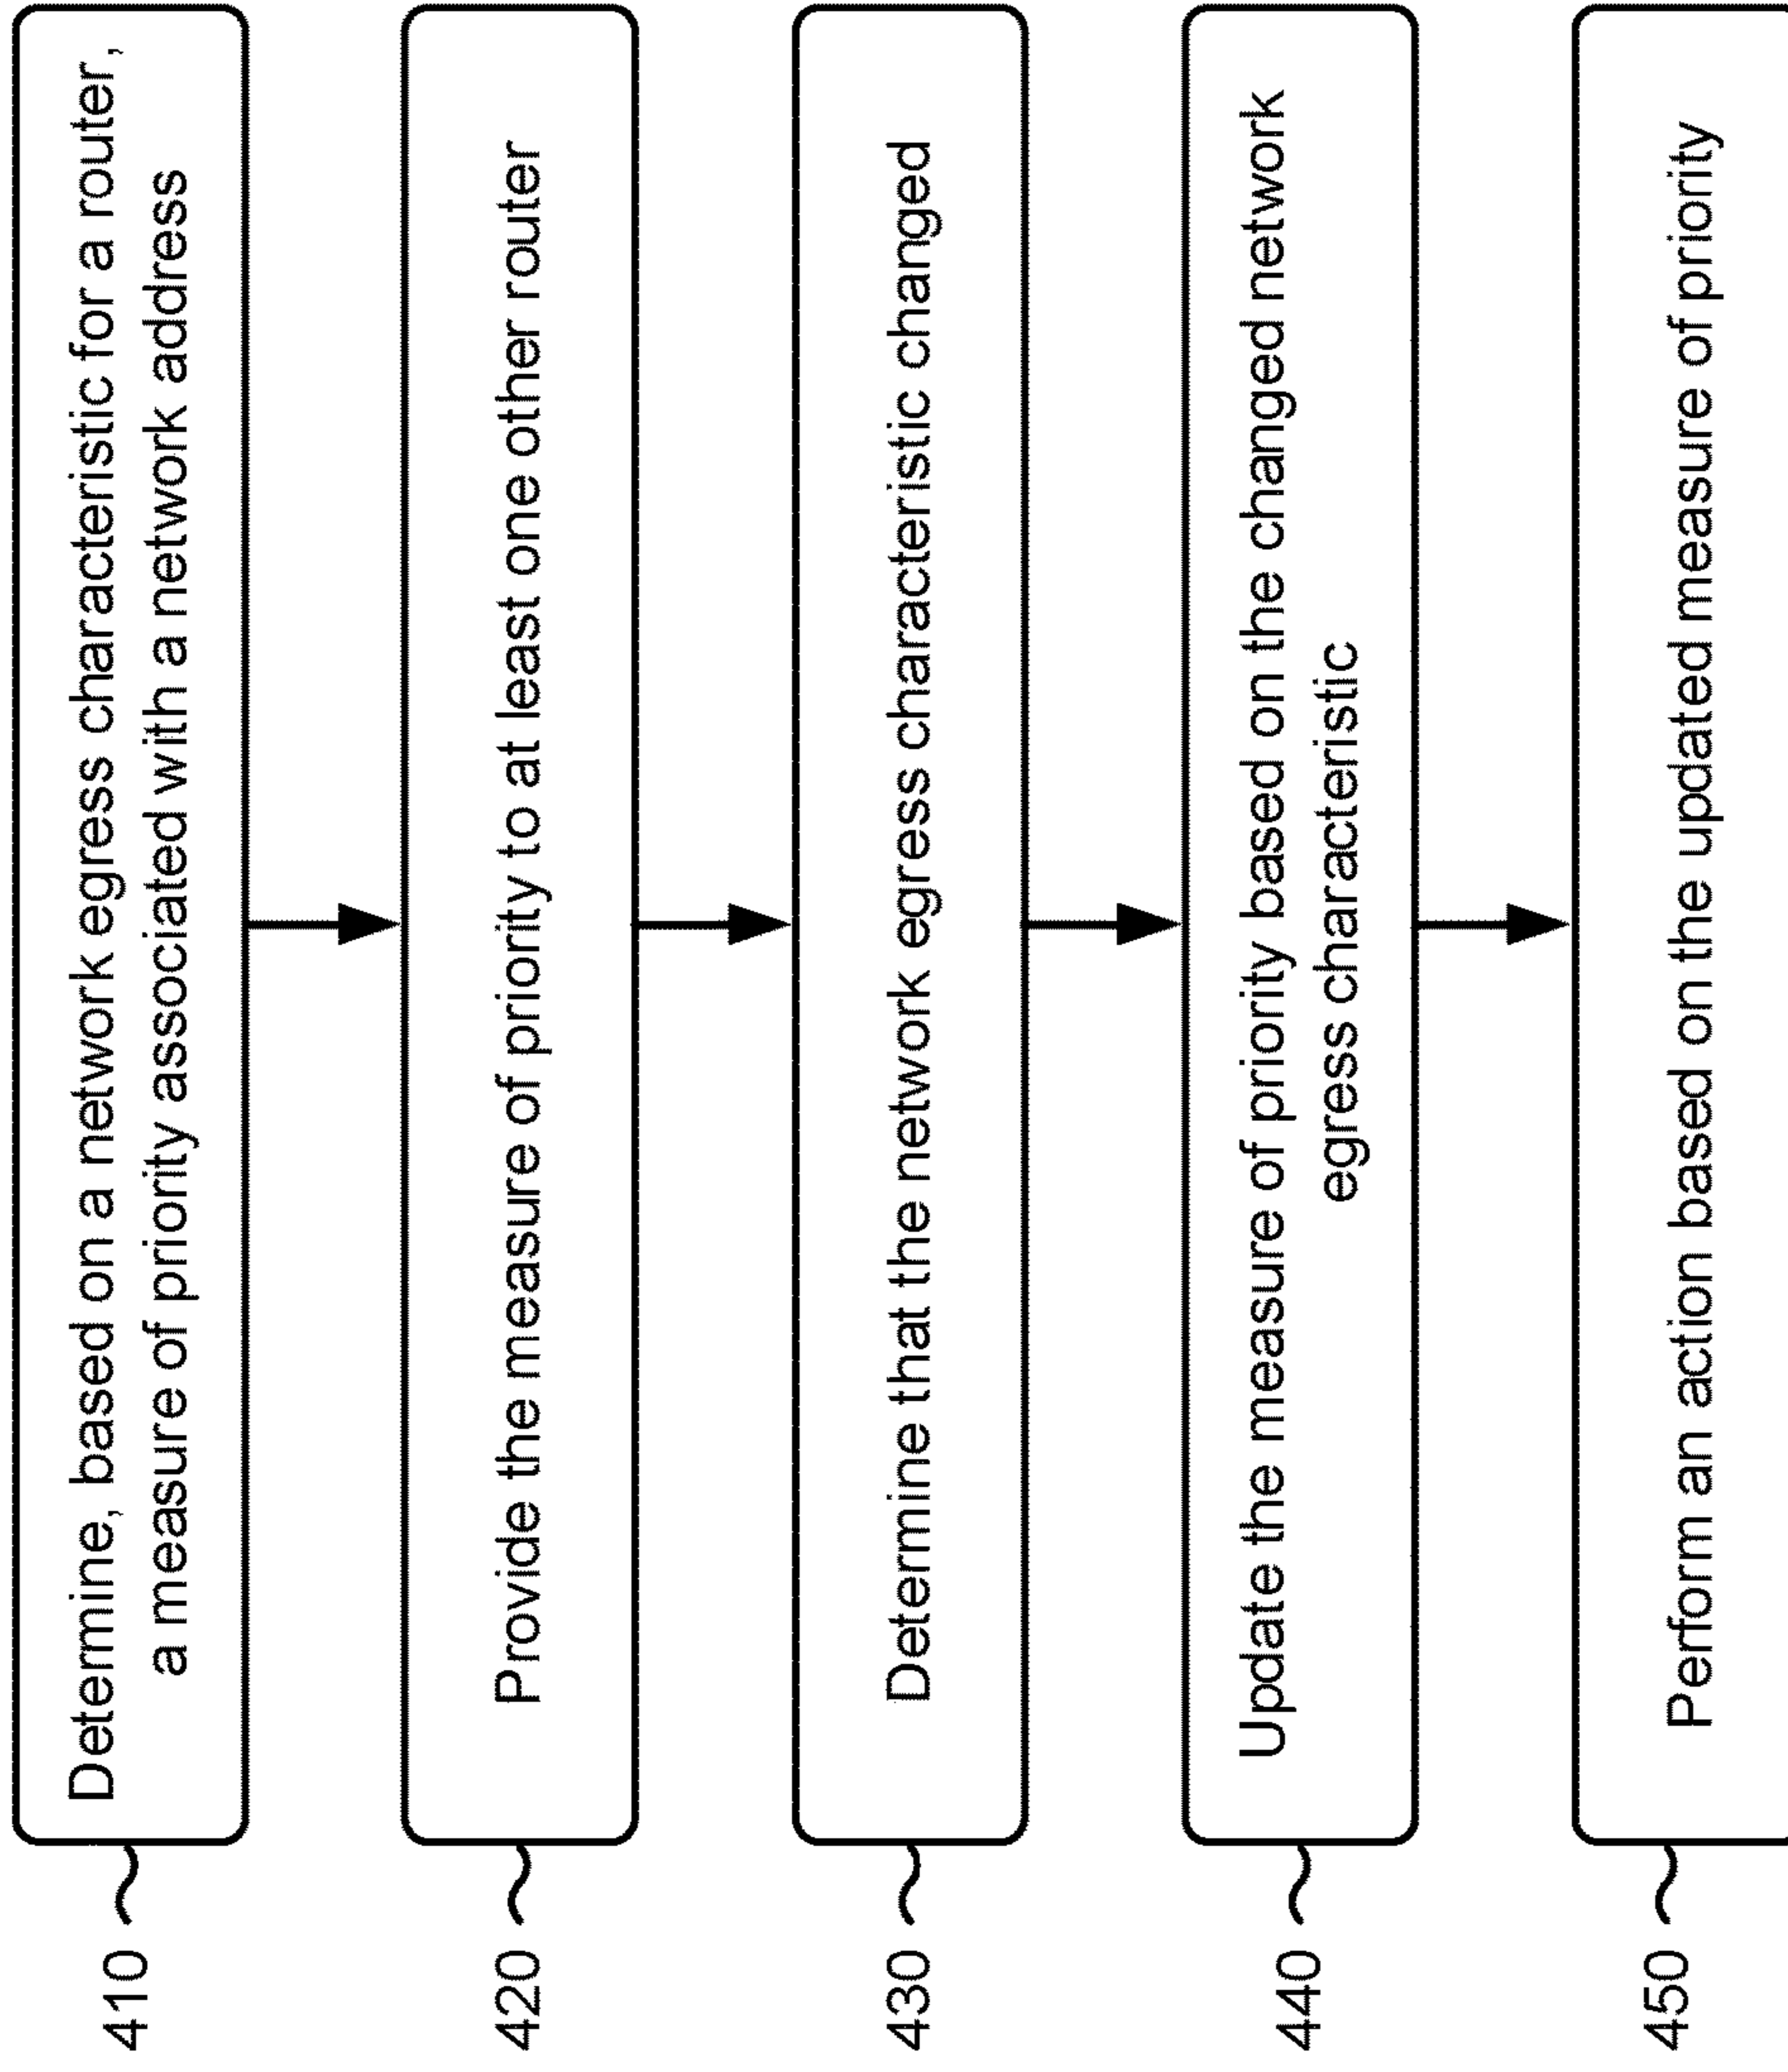 410
Determine, based on a network egress characteristic for a router,
a measure of priority associated with a network address
420
Provide the measure of priority to at least one other router
430
Determine that the network egress characteristic changed
440
Update the measure of priority based on the changed network
egress characteristic
450
Perform an action based on the updated measure of priority